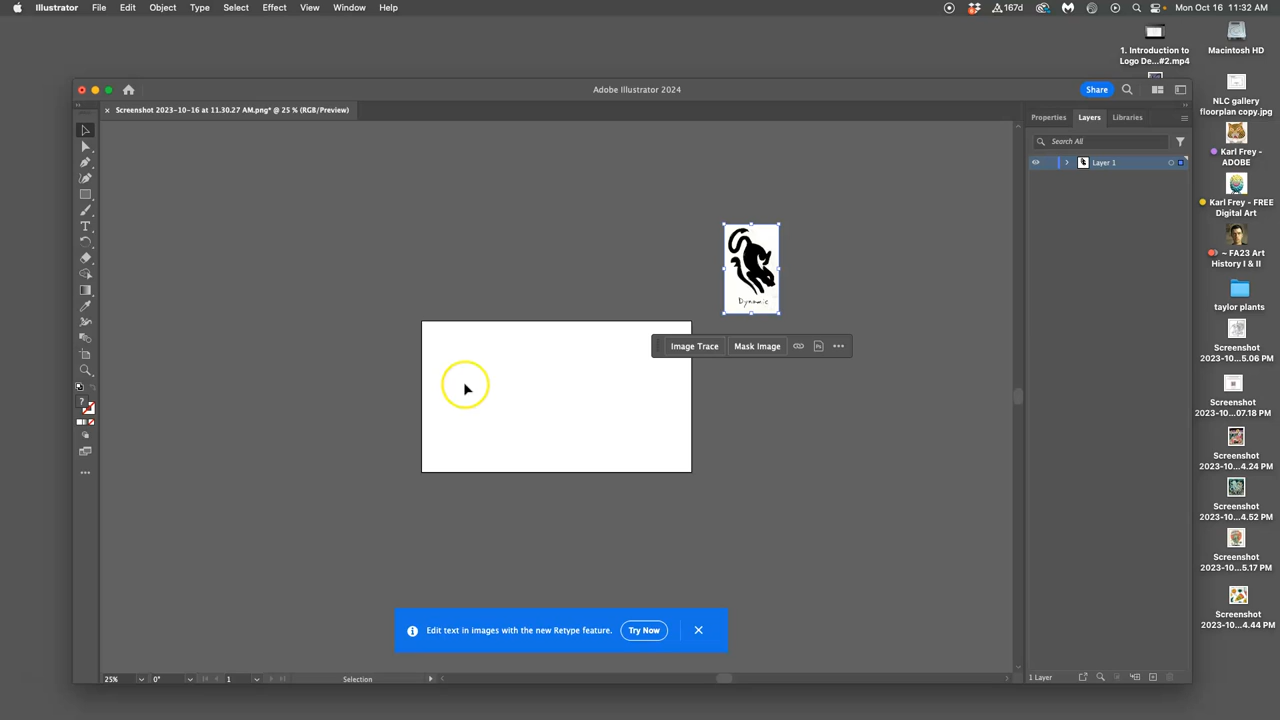 Illustrator File Edit Object Type Select Effect View Window Help
167d
Mon Oct 16 11:32 AM
1. Introduction to
Logo De...#2.mp4
Macintosh HD
Adobe Illustrator 2024
Share
Screenshot 2023-10-16 at 11.30.27 AM.png* @ 25 % (RGB/Preview)
Properties Layers Libraries
Search All
Layer 1
NLC gallery
floorplan copy.jpg
Karl Frey -
ADOBE
Karl Frey - FREE
Digital Art
~ FA23 Art
History I & II
taylor plants
Screenshot
2023-10...5.06 PM
Screenshot
2023-10...07.18 PM
Screenshot
2023-10...4.24 PM
Screenshot
2023-10...4.52 PM
Screenshot
2023-10...5.17 PM
Screenshot
2023-10...4.44 PM
Dynamic
Image Trace Mask Image
Edit text in images with the new Retype feature. Try Now
25% 0° 1 Selection
1 Layer